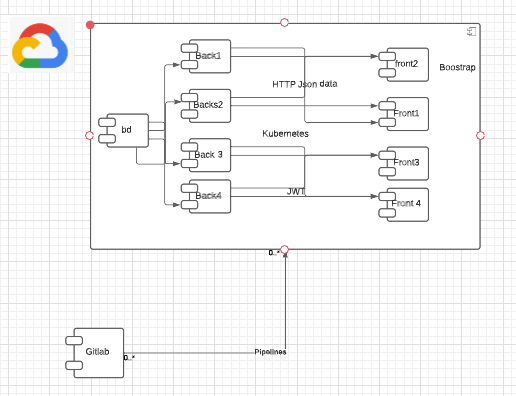 Back1
front2
Boostrap
HTTP Json data
Backs2
Front1
bd
Kubernetes
Back 3
Front3
JWT
Back4
Front 4
0..*
Gitlab
0..*
Pipelines